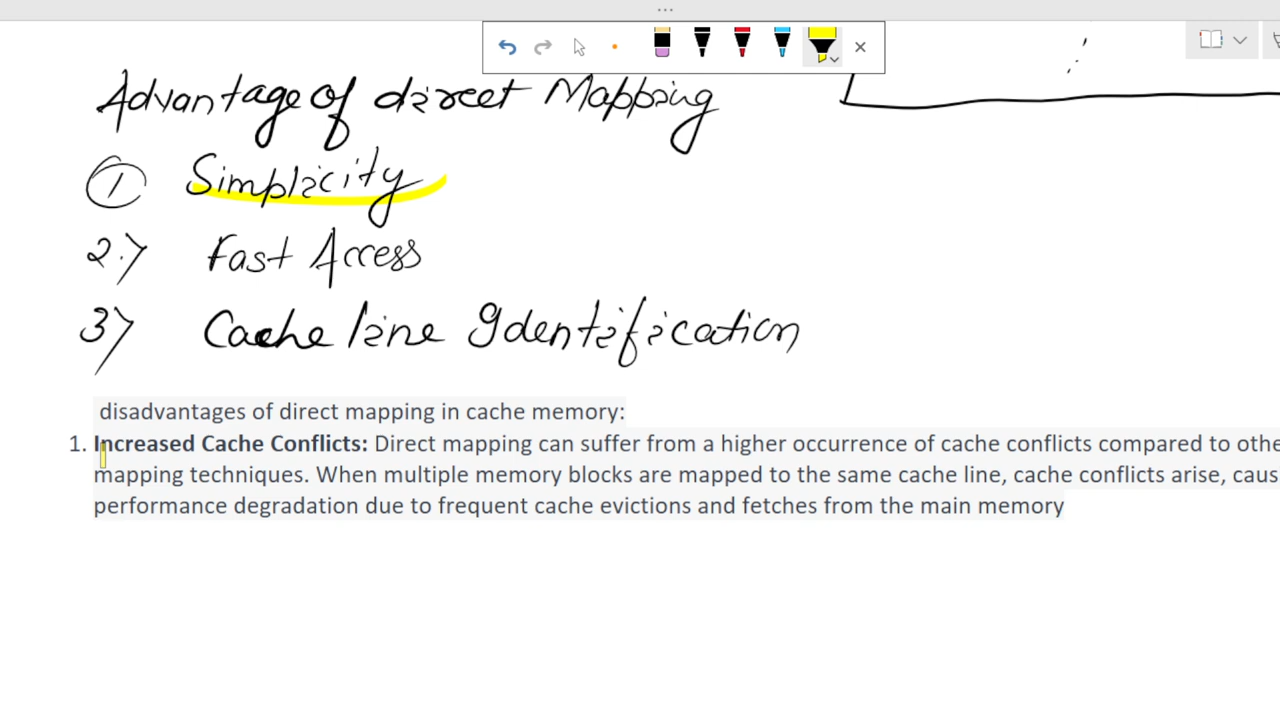 Advantage of direct Mapping
① Simplicity
2.) Fast Access
3) Cache line Identification
disadvantages of direct mapping in cache memory:
1. Increased Cache Conflicts: Direct mapping can suffer from a higher occurrence of cache conflicts compared to othe
mapping techniques. When multiple memory blocks are mapped to the same cache line, cache conflicts arise, caus
performance degradation due to frequent cache evictions and fetches from the main memory